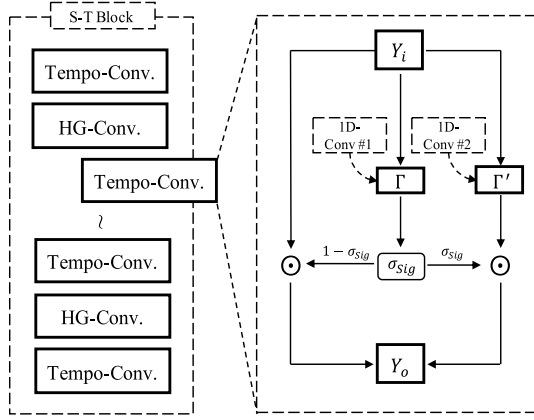 S-T Block
Tempo-Conv.
HG-Conv.
Tempo-Conv.
~
Tempo-Conv.
HG-Conv.
Tempo-Conv.
Y_i
1D-
Conv #1
1D-
Conv #2
Γ
Γ′
1 − σ_Sig
σ_Sig
σ_Sig
Y_o